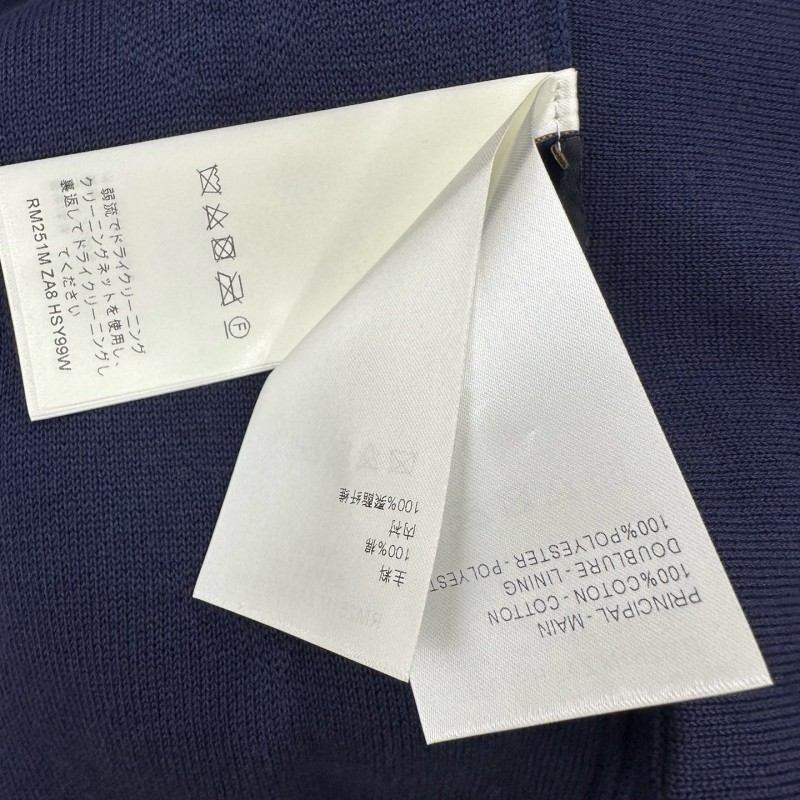 弱流でドライクリーニング
クリーニングネットを使用し、
裏返してドライクリーニングし
てください
RM251M ZA8 HSY99W
F
主料
100%棉
内衬
100%聚酯纤维
PRINCIPAL - MAIN
100%COTON - COTTON
DOUBLURE - LINING
100%POLYESTER - POLYEST